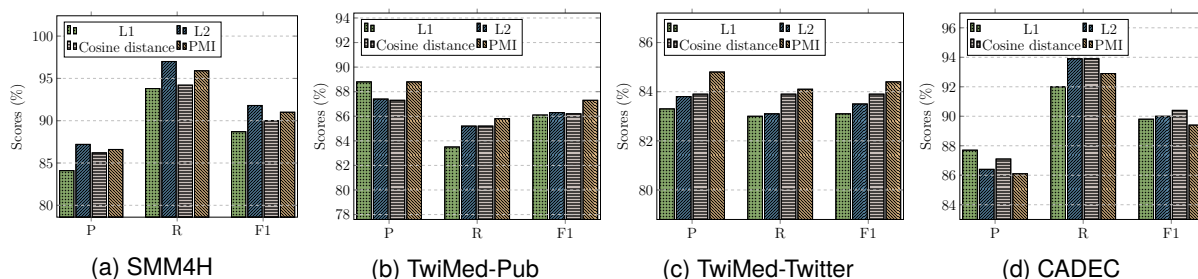 L1 L2
Cosine distance PMI
Scores (%)
100
95
90
85
80
P R F1
(a) SMM4H
L1 L2
Cosine distance PMI
Scores (%)
94
92
90
88
86
84
82
80
78
P R F1
(b) TwiMed-Pub
L1 L2
Cosine distance PMI
Scores (%)
86
84
82
80
P R F1
(c) TwiMed-Twitter
L1 L2
Cosine distance PMI
Scores (%)
96
94
92
90
88
86
84
P R F1
(d) CADEC